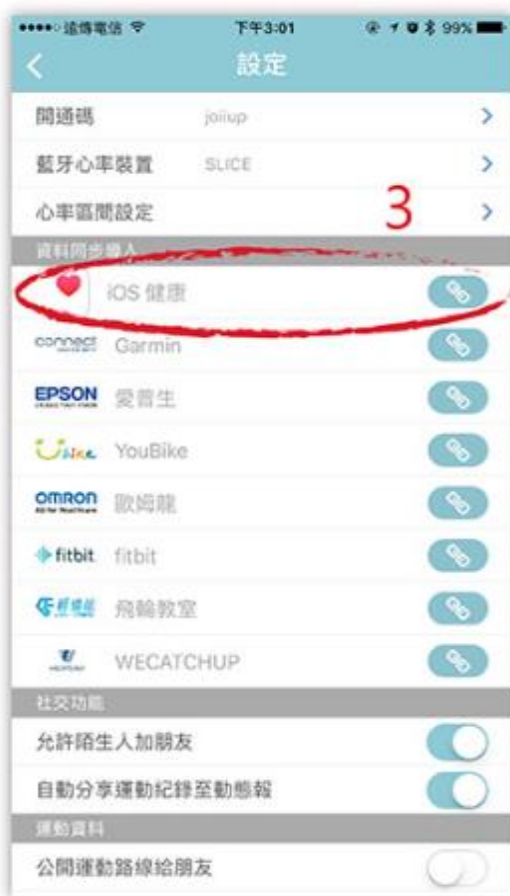 遠傳電信 下午3:01 99%
設定
開通碼 joiiup
藍牙心率裝置 SLICE
心率區間設定
3
資料同步
iOS 健康
connect Garmin
EPSON 愛普生
YouBike
OMRON 歐姆龍
fitbit fitbit
飛輪教室
WECATCHUP
社交功能
允許陌生人加朋友
自動分享運動紀錄至動態報
運動資料
公開運動路線給朋友